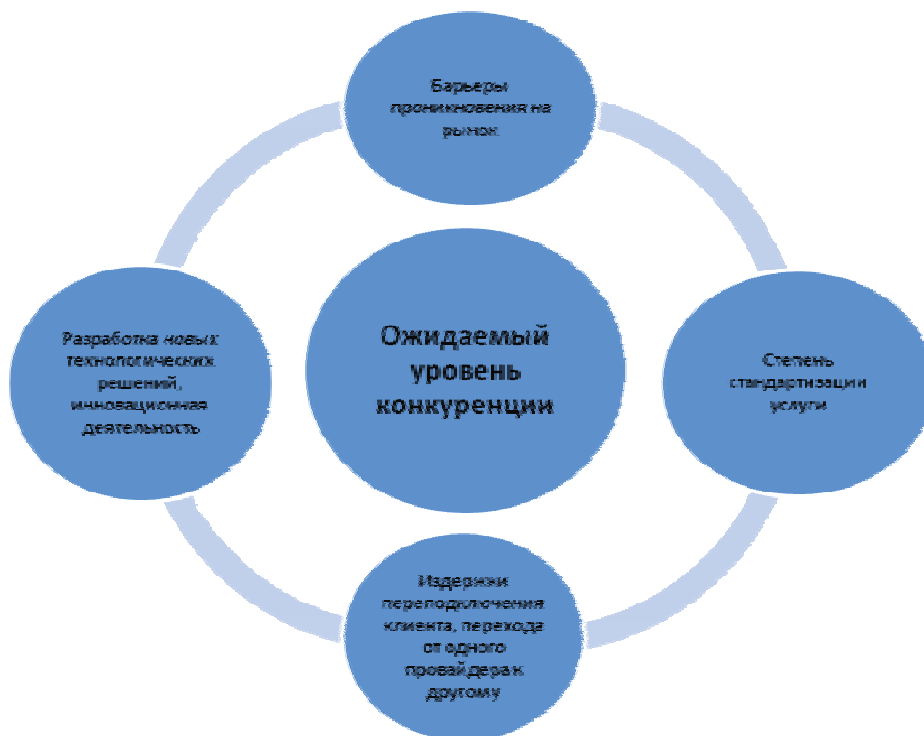 Барьеры
проникновения на
рынок
Разработка новых
технологических
решений,
инновационная
деятельность
Ожидаемый
уровень
конкуренции
Степень
стандартизации
услуги
Издержки
переподключения
клиента, перехода
от одного
провайдера к
другому